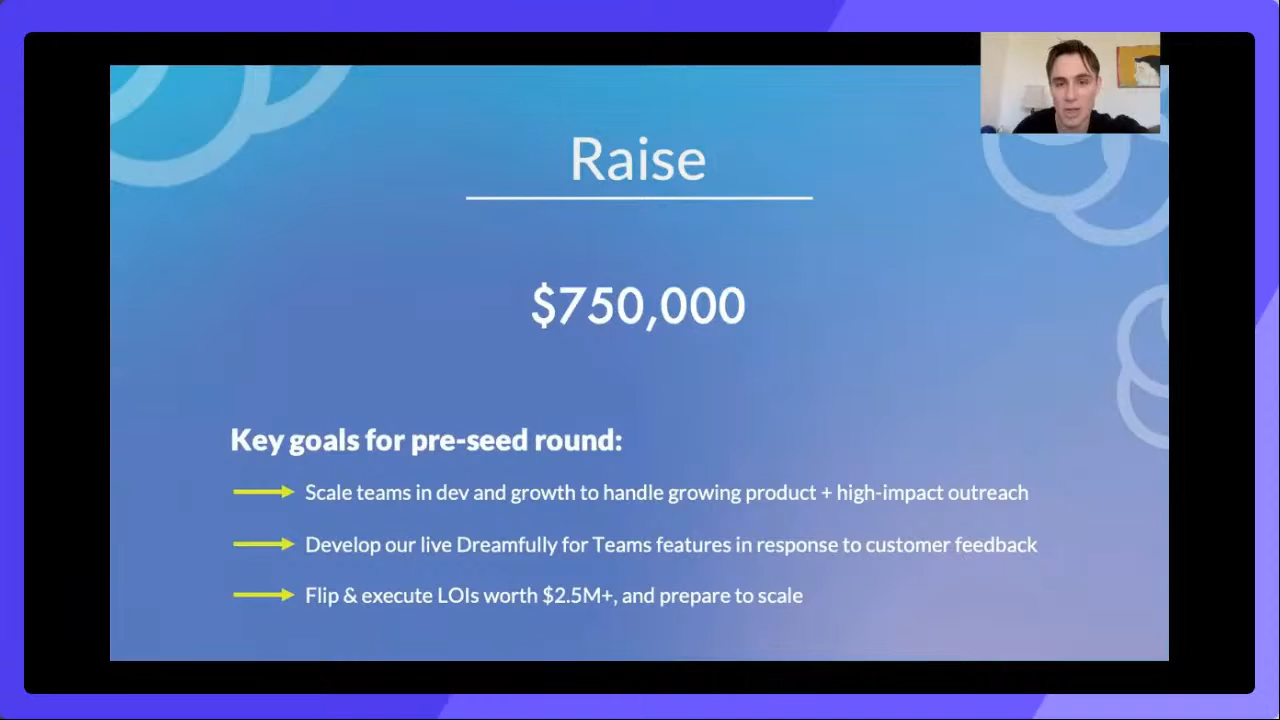 Raise
$750,000
Key goals for pre-seed round:
Scale teams in dev and growth to handle growing product + high-impact outreach
Develop our live Dreamfully for Teams features in response to customer feedback
Flip & execute LOIs worth $2.5M+, and prepare to scale